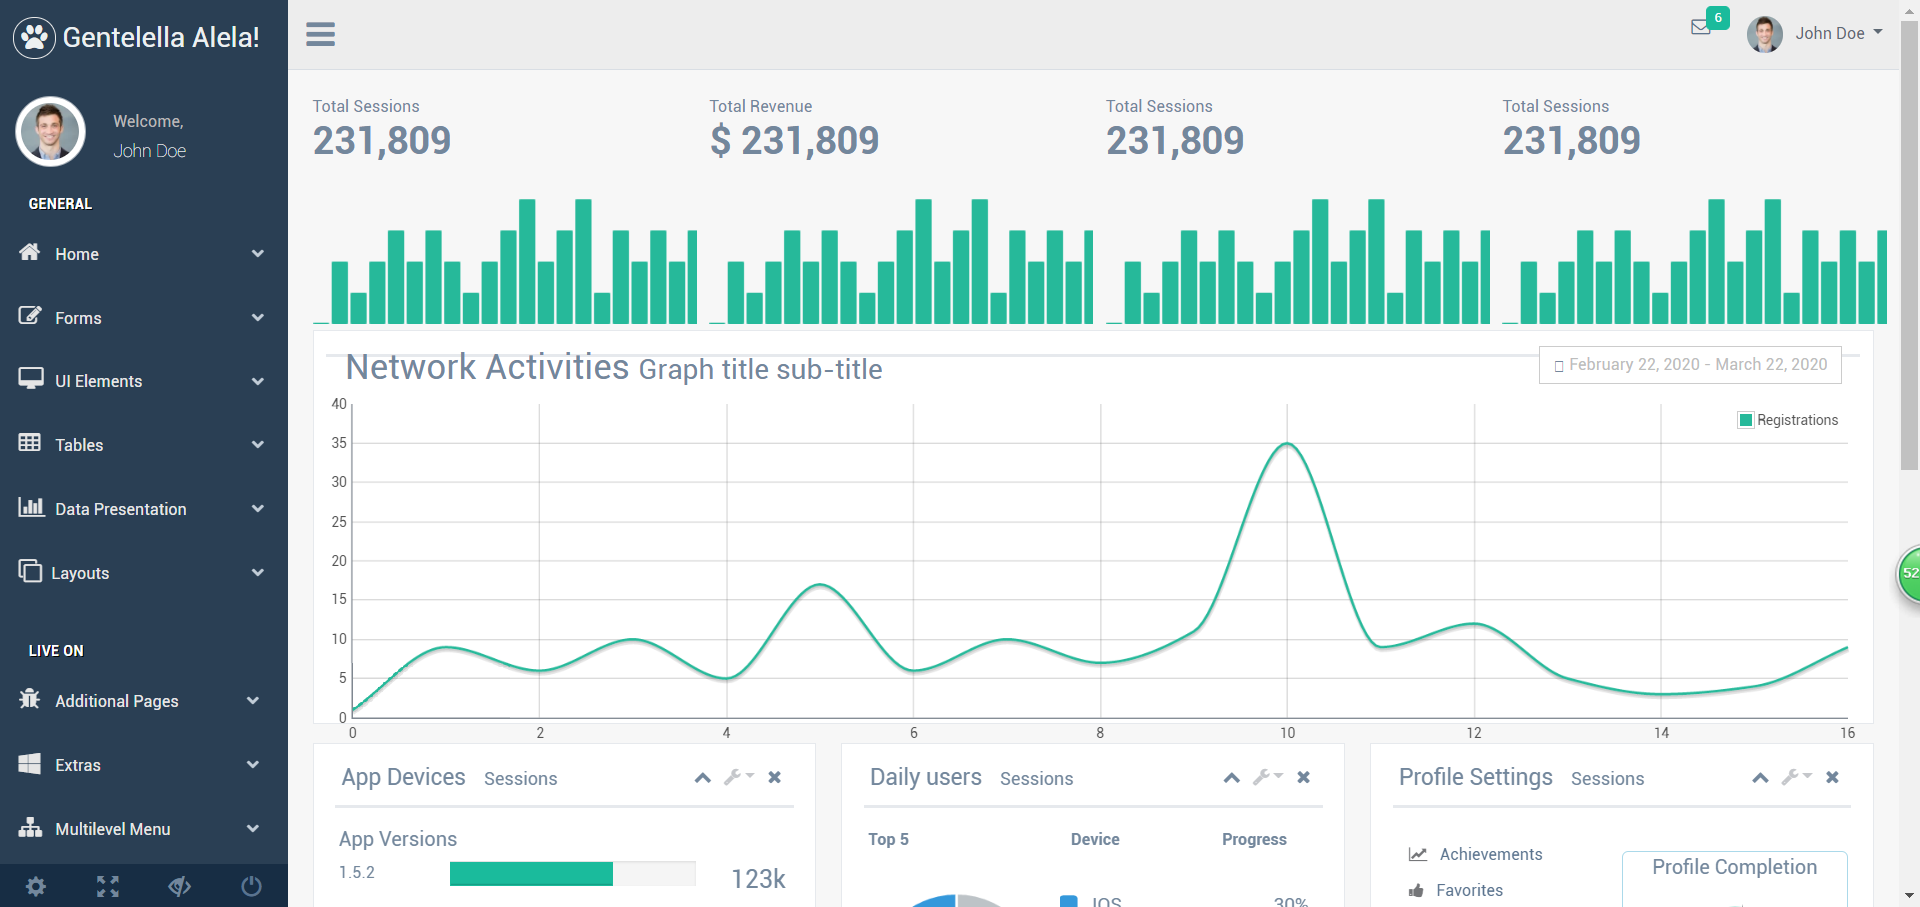 Gentelella Alela!
Welcome,
John Doe
GENERAL
Home
Forms
UI Elements
Tables
Data Presentation
Layouts
LIVE ON
Additional Pages
Extras
Multilevel Menu
6
John Doe
Total Sessions
231,809
Total Revenue
$ 231,809
Total Sessions
231,809
Total Sessions
231,809
Network Activities Graph title sub-title
February 22, 2020 - March 22, 2020
Registrations
40
35
30
25
20
15
10
5
0
0 2 4 6 8 10 12 14 16
52
App Devices Sessions
App Versions
1.5.2
123k
Daily users Sessions
Top 5 Device Progress
IOS 30%
Profile Settings Sessions
Achievements
Favorites
Profile Completion